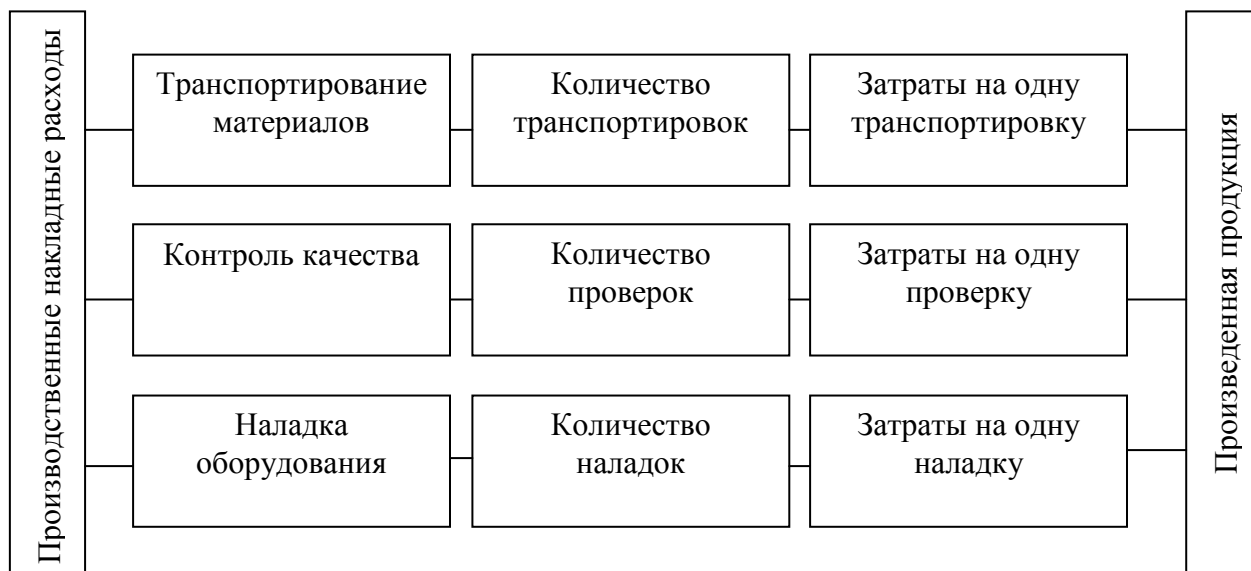 Производственные накладные расходы
Транспортирование
материалов
Количество
транспортировок
Затраты на одну
транспортировку
Контроль качества
Количество
проверок
Затраты на одну
проверку
Наладка
оборудования
Количество
наладок
Затраты на одну
наладку
Произведенная продукция